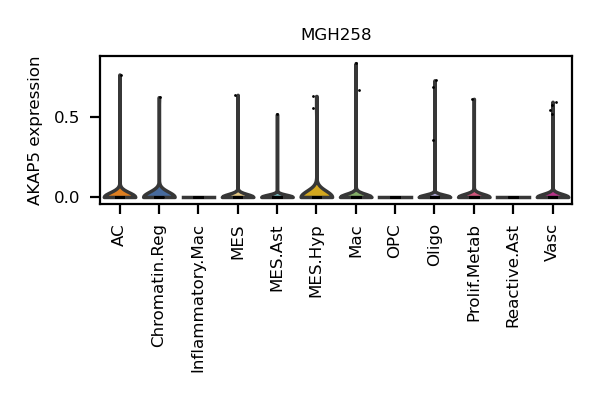 MGH258
AKAP5 expression
0.5
0.0
AC
Chromatin.Reg
Inflammatory.Mac
MES
MES.Ast
MES.Hyp
Mac
OPC
Oligo
Prolif.Metab
Reactive.Ast
Vasc